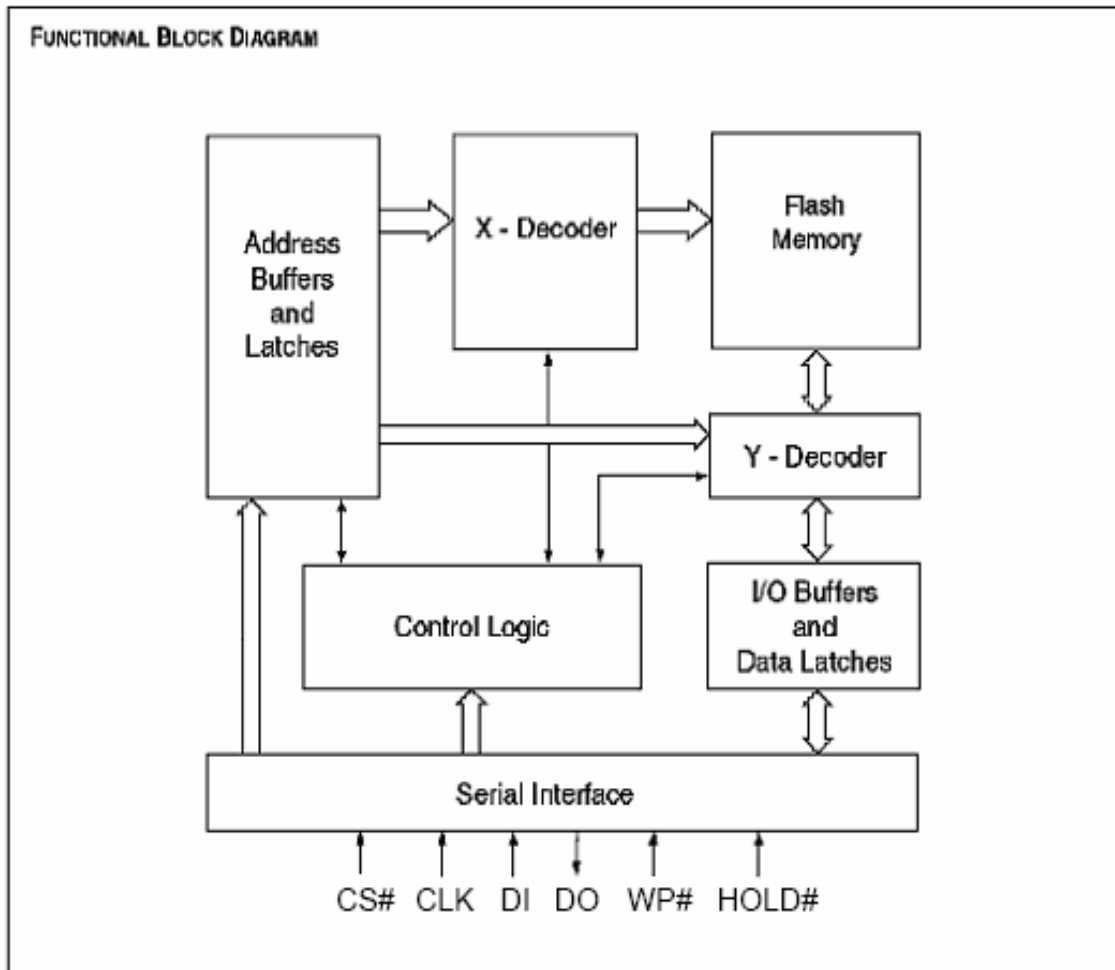 FUNCTIONAL BLOCK DIAGRAM
Address
Buffers
and
Latches
X - Decoder
Flash
Memory
Y - Decoder
Control Logic
I/O Buffers
and
Data Latches
Serial Interface
CS# CLK DI DO WP# HOLD#